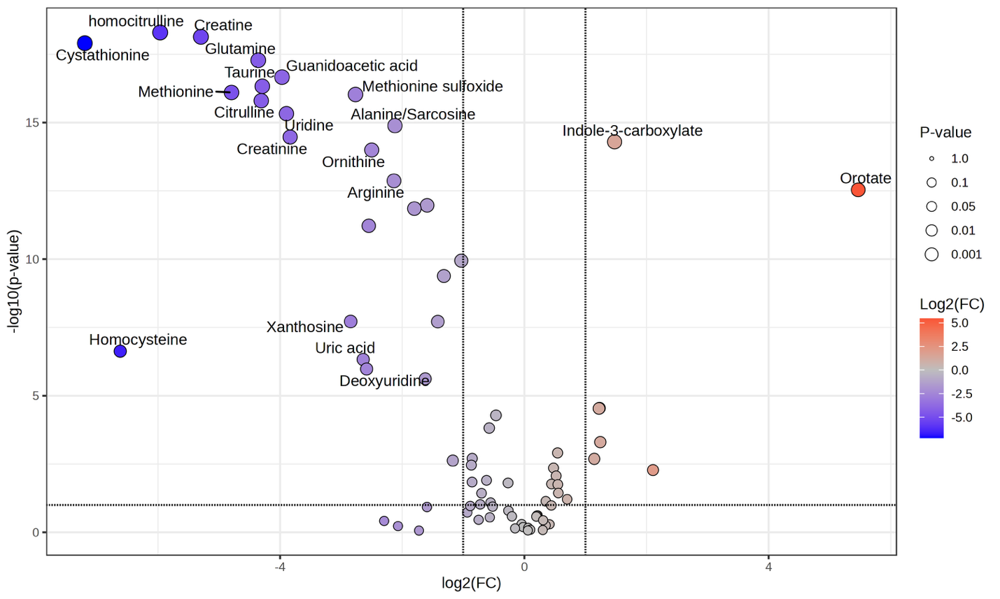 homocitrulline
Creatine
Cystathionine
Glutamine
Taurine
Guanidoacetic acid
Methionine
Methionine sulfoxide
Citrulline
Alanine/Sarcosine
Uridine
Creatinine
Ornithine
Arginine
Indole-3-carboxylate
Orotate
Xanthosine
Homocysteine
Uric acid
Deoxyuridine
15
10
5
0
-log10(p-value)
-4
0
4
log2(FC)
P-value
1.0
0.1
0.05
0.01
0.001
Log2(FC)
5.0
2.5
0.0
-2.5
-5.0